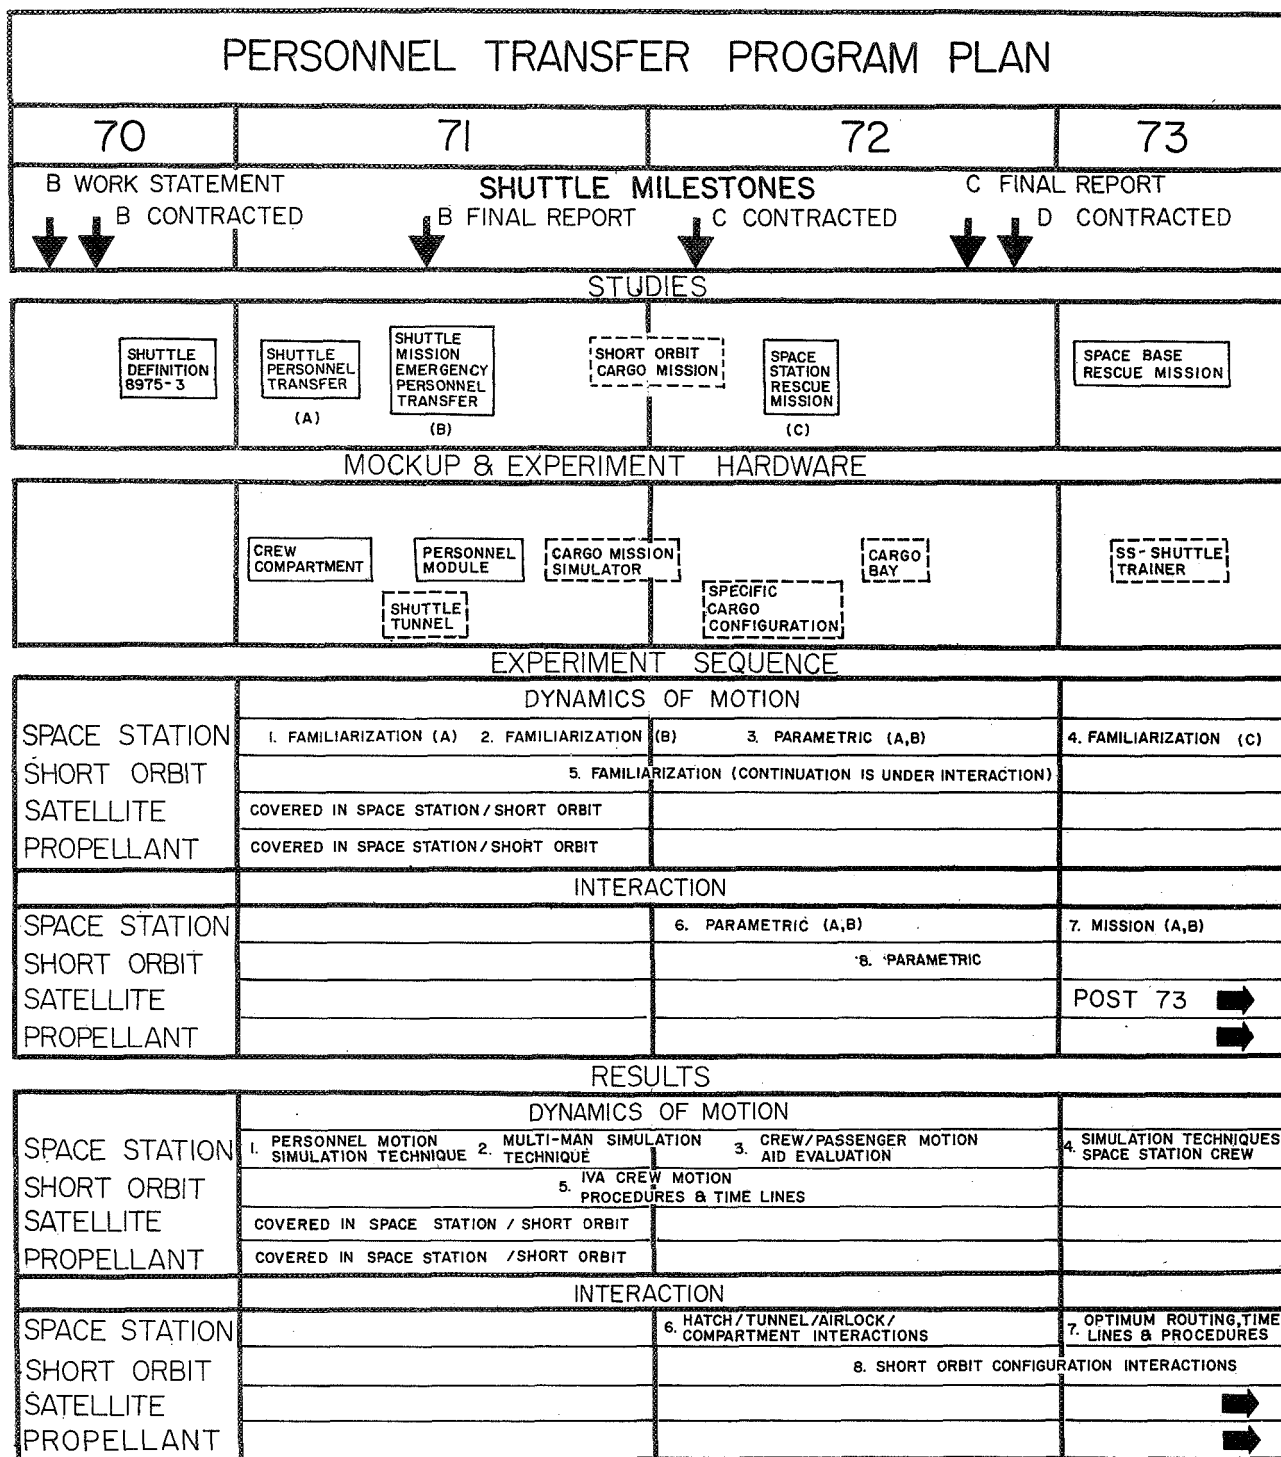 PERSONNEL TRANSFER PROGRAM PLAN
70 71 72 73
SHUTTLE MILESTONES
B WORK STATEMENT
B CONTRACTED
B FINAL REPORT
C CONTRACTED
C FINAL REPORT
D CONTRACTED
STUDIES
SHUTTLE
DEFINITION
8975-3
SHUTTLE
PERSONNEL
TRANSFER
(A)
SHUTTLE
MISSION
EMERGENCY
PERSONNEL
TRANSFER
(B)
SHORT ORBIT
CARGO MISSION
SPACE
STATION
RESCUE
MISSION
(C)
SPACE BASE
RESCUE MISSION
MOCKUP & EXPERIMENT HARDWARE
CREW
COMPARTMENT
PERSONNEL
MODULE
SHUTTLE
TUNNEL
CARGO MISSION
SIMULATOR
SPECIFIC
CARGO
CONFIGURATION
CARGO
BAY
SS-SHUTTLE
TRAINER
EXPERIMENT SEQUENCE
DYNAMICS OF MOTION
SPACE STATION 1. FAMILIARIZATION (A) 2. FAMILIARIZATION (B) 3. PARAMETRIC (A,B) 4. FAMILIARIZATION (C)
SHORT ORBIT 5. FAMILIARIZATION (CONTINUATION IS UNDER INTERACTION)
SATELLITE COVERED IN SPACE STATION/SHORT ORBIT
PROPELLANT COVERED IN SPACE STATION/SHORT ORBIT
INTERACTION
SPACE STATION 6. PARAMETRIC (A,B) 7. MISSION (A,B)
SHORT ORBIT 8. PARAMETRIC
SATELLITE POST 73
PROPELLANT
RESULTS
DYNAMICS OF MOTION
SPACE STATION 1. PERSONNEL MOTION
SIMULATION TECHNIQUE
2. MULTI-MAN SIMULATION
TECHNIQUE
3. CREW/PASSENGER MOTION
AID EVALUATION
4. SIMULATION TECHNIQUES
SPACE STATION CREW
SHORT ORBIT 5. IVA CREW MOTION
PROCEDURES & TIME LINES
SATELLITE COVERED IN SPACE STATION / SHORT ORBIT
PROPELLANT COVERED IN SPACE STATION /SHORT ORBIT
INTERACTION
SPACE STATION 6. HATCH/TUNNEL/AIRLOCK/
COMPARTMENT INTERACTIONS
7. OPTIMUM ROUTING,TIME
LINES & PROCEDURES
SHORT ORBIT 8. SHORT ORBIT CONFIGURATION INTERACTIONS
SATELLITE
PROPELLANT